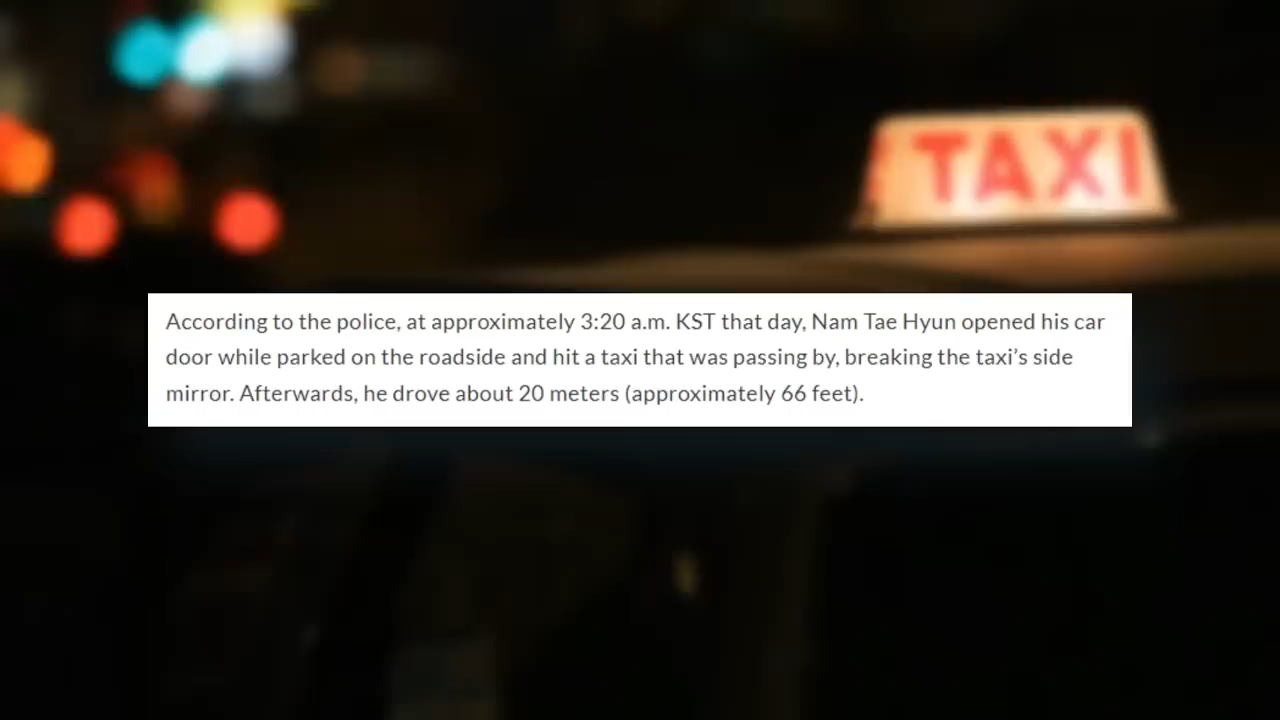 TAXI
According to the police, at approximately 3:20 a.m. KST that day, Nam Tae Hyun opened his car
door while parked on the roadside and hit a taxi that was passing by, breaking the taxi’s side
mirror. Afterwards, he drove about 20 meters (approximately 66 feet).